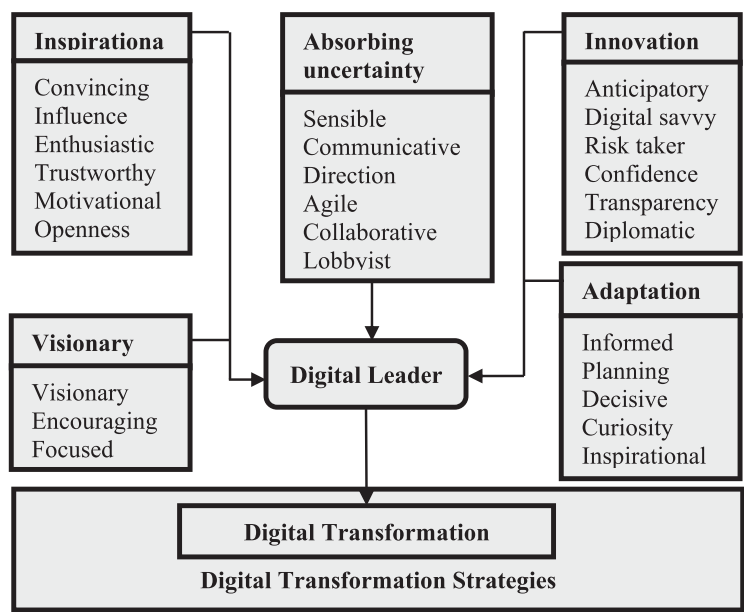 Inspirationa
Convincing
Influence
Enthusiastic
Trustworthy
Motivational
Openness
Absorbing
uncertainty
Sensible
Communicative
Direction
Agile
Collaborative
Lobbyist
Innovation
Anticipatory
Digital savvy
Risk taker
Confidence
Transparency
Diplomatic
Visionary
Visionary
Encouraging
Focused
Digital Leader
Adaptation
Informed
Planning
Decisive
Curiosity
Inspirational
Digital Transformation
Digital Transformation Strategies